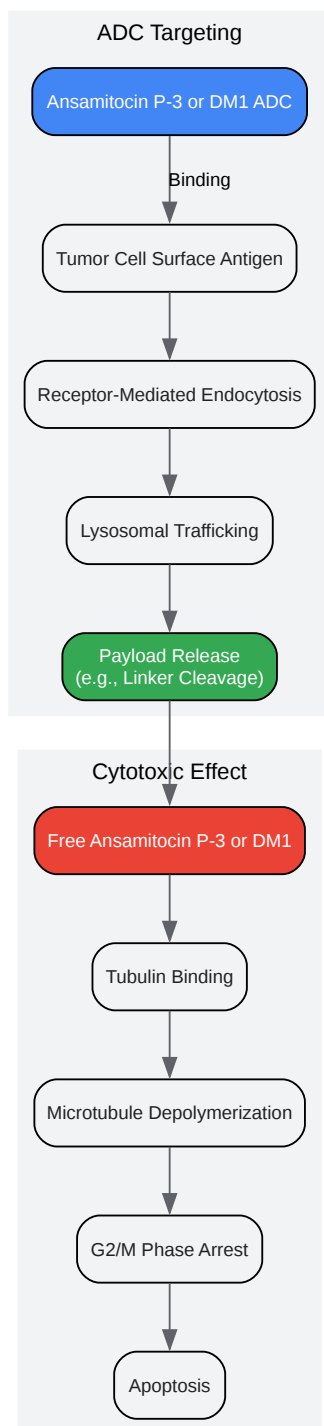 ADC Targeting
Ansamitocin P-3 or DM1 ADC
Binding
Tumor Cell Surface Antigen
Receptor-Mediated Endocytosis
Lysosomal Trafficking
Payload Release
(e.g., Linker Cleavage)
Cytotoxic Effect
Free Ansamitocin P-3 or DM1
Tubulin Binding
Microtubule Depolymerization
G2/M Phase Arrest
Apoptosis